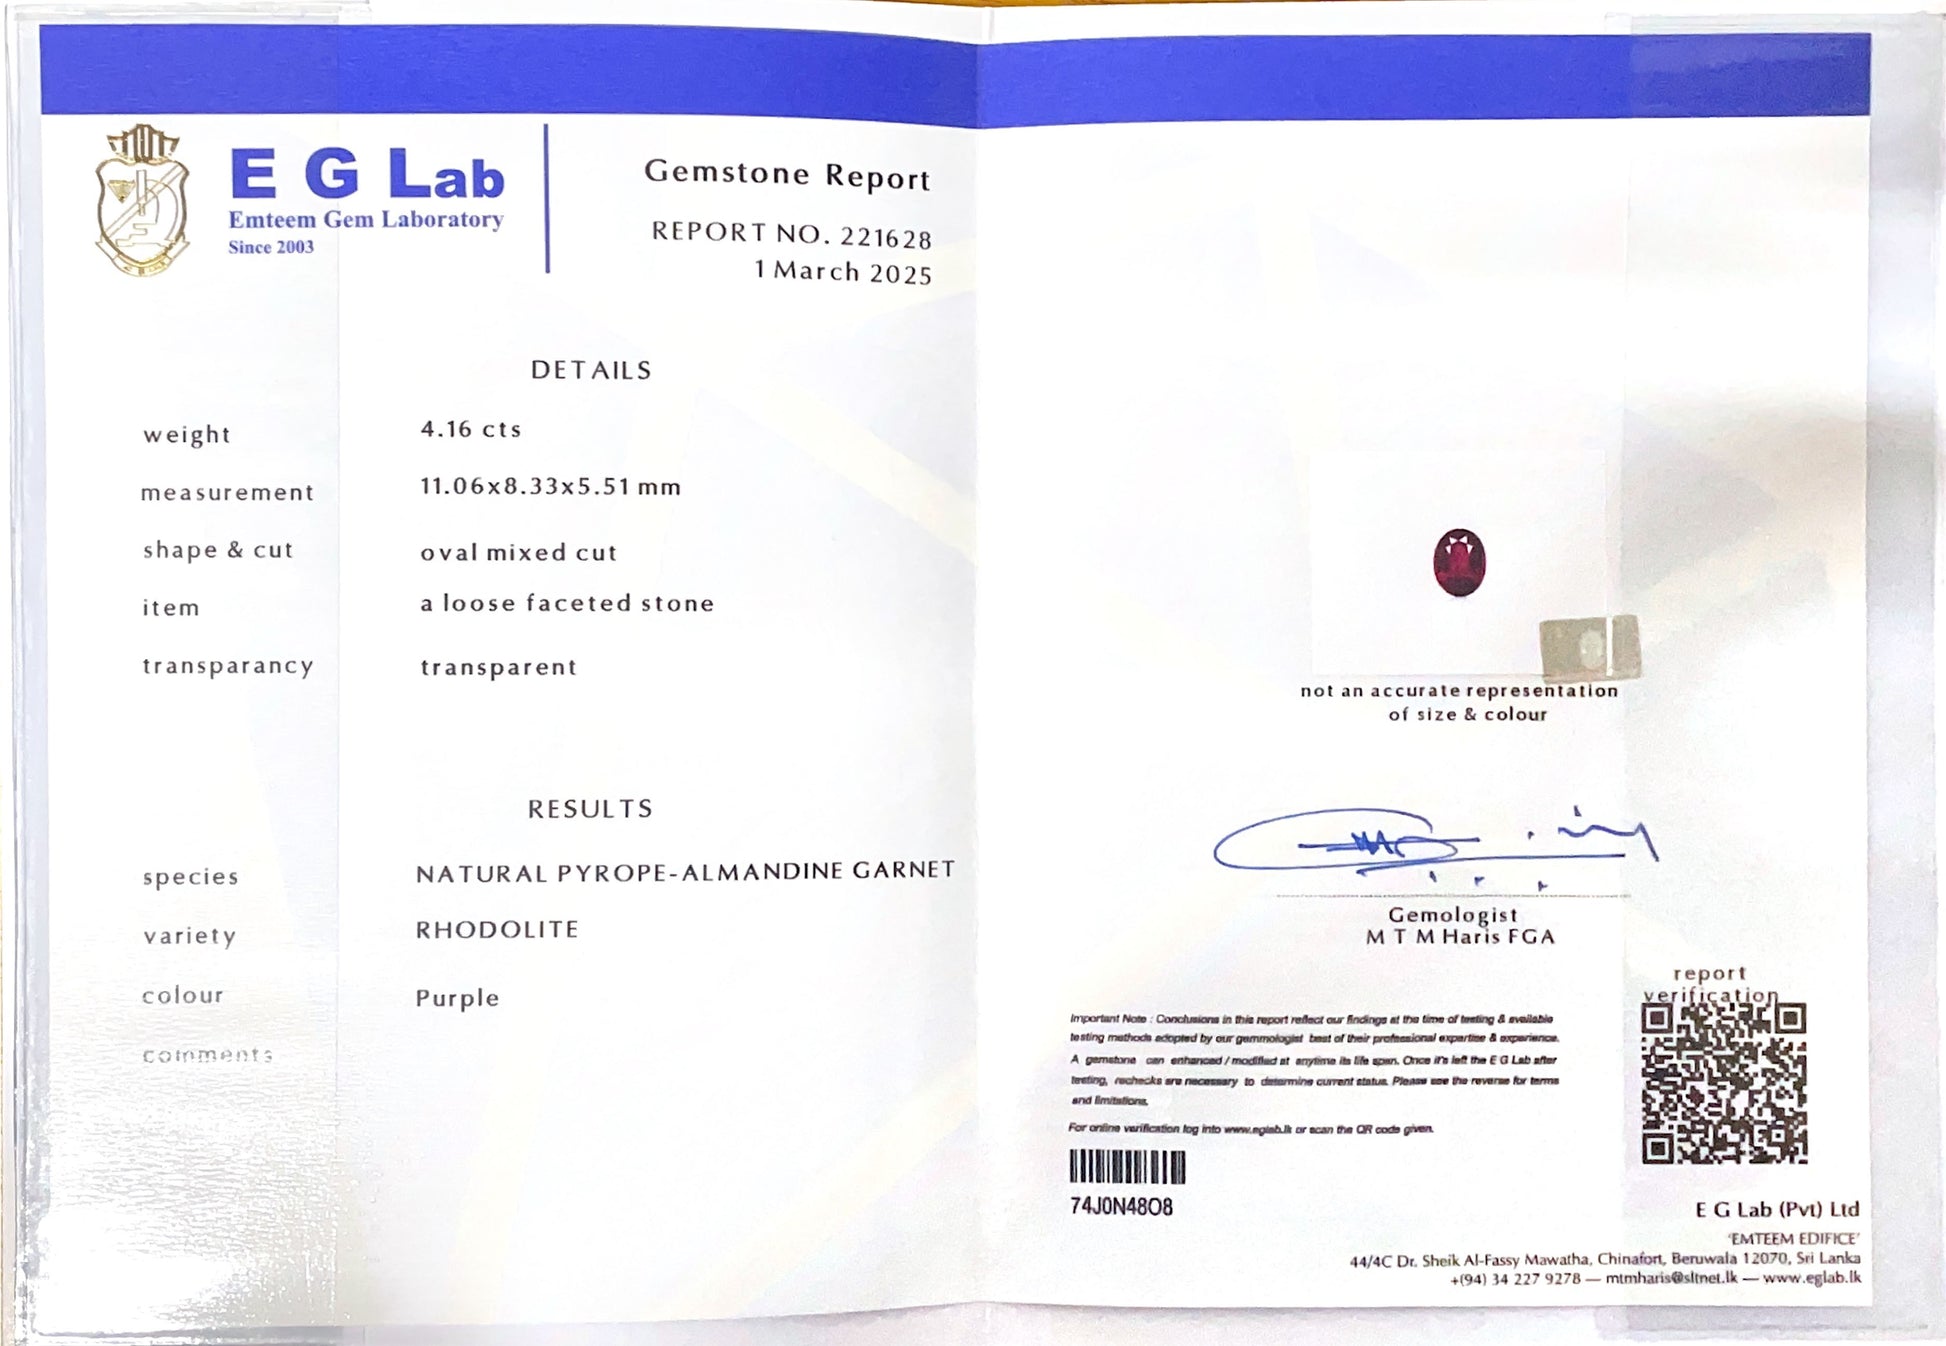 E G Lab
Emteem Gem Laboratory
Since 2003
Gemstone Report
REPORT NO. 221628
1 March 2025
DETAILS
weight 4.16 cts
measurement 11.06x8.33x5.51 mm
shape & cut oval mixed cut
item a loose faceted stone
transparancy transparent
RESULTS
species NATURAL PYROPE-ALMANDINE GARNET
variety RHODOLITE
colour Purple
comments
not an accurate representation
of size & colour
Gemologist
M T M Haris FGA
report
verification
Important Note : Conclusions in this report reflect our findings at the time of testing & available
testing methods adopted by our gemmologist best of their professional expertise & experience.
A gemstone can enhanced / modified at anytime its life span. Once it's left the E G Lab after
testing, rechecks are necessary to determine current status. Please see the reverse for terms
and limitations.
For online verification log into www.eglab.lk or scan the QR code given.
74J0N48O8
E G Lab (Pvt) Ltd
'EMTEEM EDIFICE'
44/4C Dr. Sheik Al-Fassy Mawatha, Chinafort, Beruwala 12070, Sri Lanka
+(94) 34 227 9278 — mtmharis@sltnet.lk — www.eglab.lk